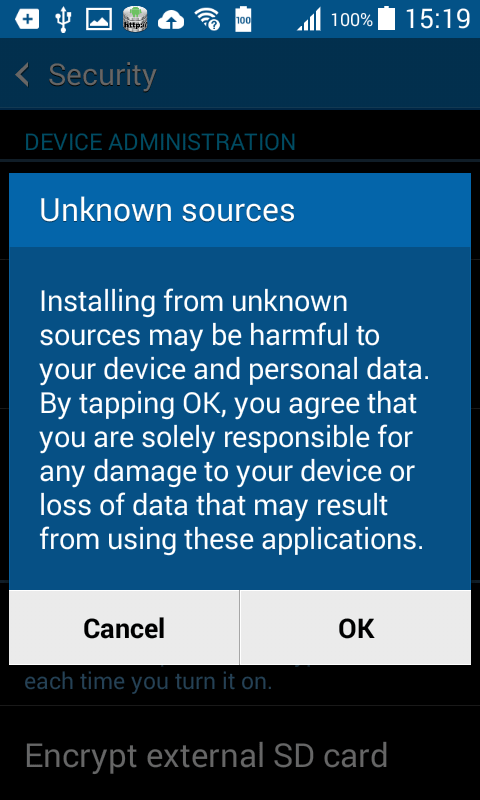 100
100%
15:19
Security
DEVICE ADMINISTRATION
Unknown sources
Installing from unknown
sources may be harmful to
your device and personal data.
By tapping OK, you agree that
you are solely responsible for
any damage to your device or
loss of data that may result
from using these applications.
Cancel
OK
each time you turn it on.
Encrypt external SD card